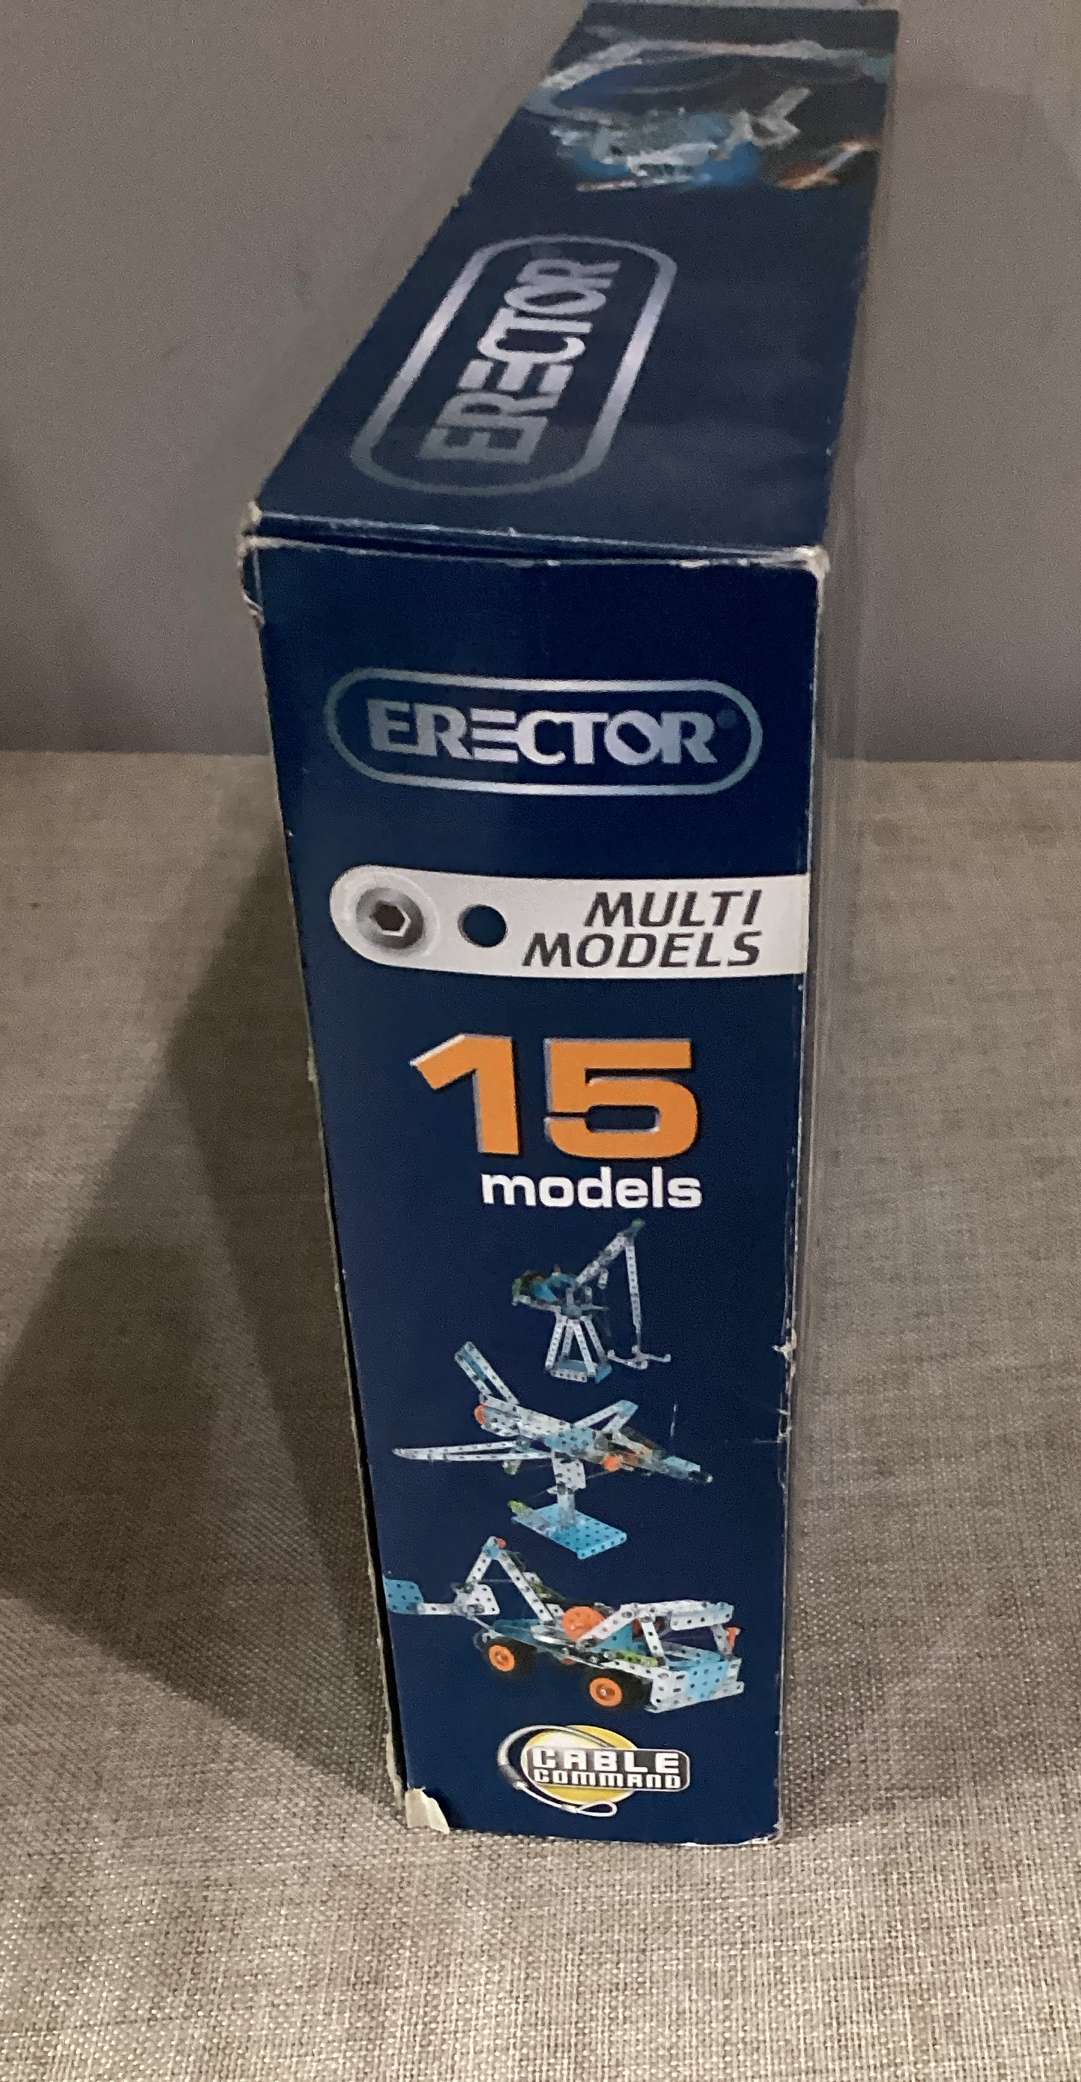 ERECTOR
ERECTOR®
MULTI
MODELS
15
models
CABLE
COMMAND